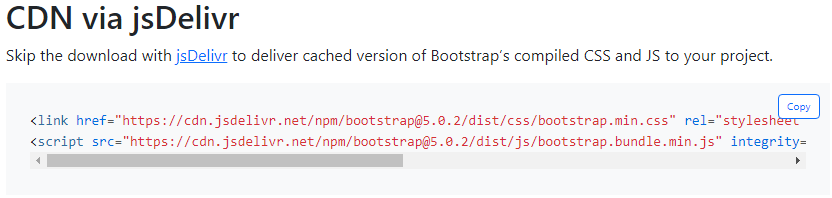 CDN via jsDelivr
Skip the download with jsDelivr to deliver cached version of Bootstrap’s compiled CSS and JS to your project.
Copy
<link href="https://cdn.jsdelivr.net/npm/bootstrap@5.0.2/dist/css/bootstrap.min.css" rel="stylesheet"
<script src="https://cdn.jsdelivr.net/npm/bootstrap@5.0.2/dist/js/bootstrap.bundle.min.js" integrity=